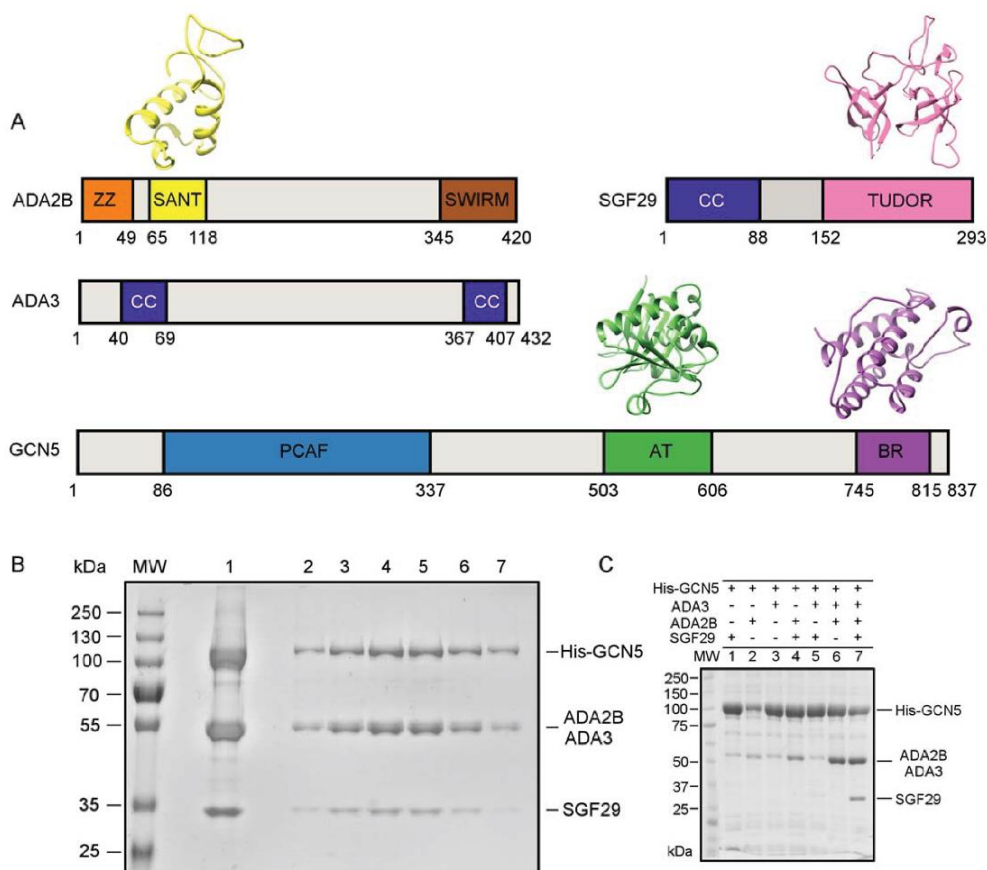 A
ADA2B ZZ SANT SWIRM
1 49 65 118 345 420
SGF29 CC TUDOR
1 88 152 293
ADA3 CC CC
1 40 69 367 407 432
GCN5 PCAF AT BR
1 86 337 503 606 745 815 837
B kDa MW 1 2 3 4 5 6 7
250
130
100
70
55
35
25
His-GCN5
ADA2B
ADA3
SGF29
C
His-GCN5 + + + + + + +
ADA3 - - + - + + +
ADA2B - + - + - + +
SGF29 + - - + + - +
MW 1 2 3 4 5 6 7
250
150
100
75
50
37
25
kDa
His-GCN5
ADA2B
ADA3
SGF29